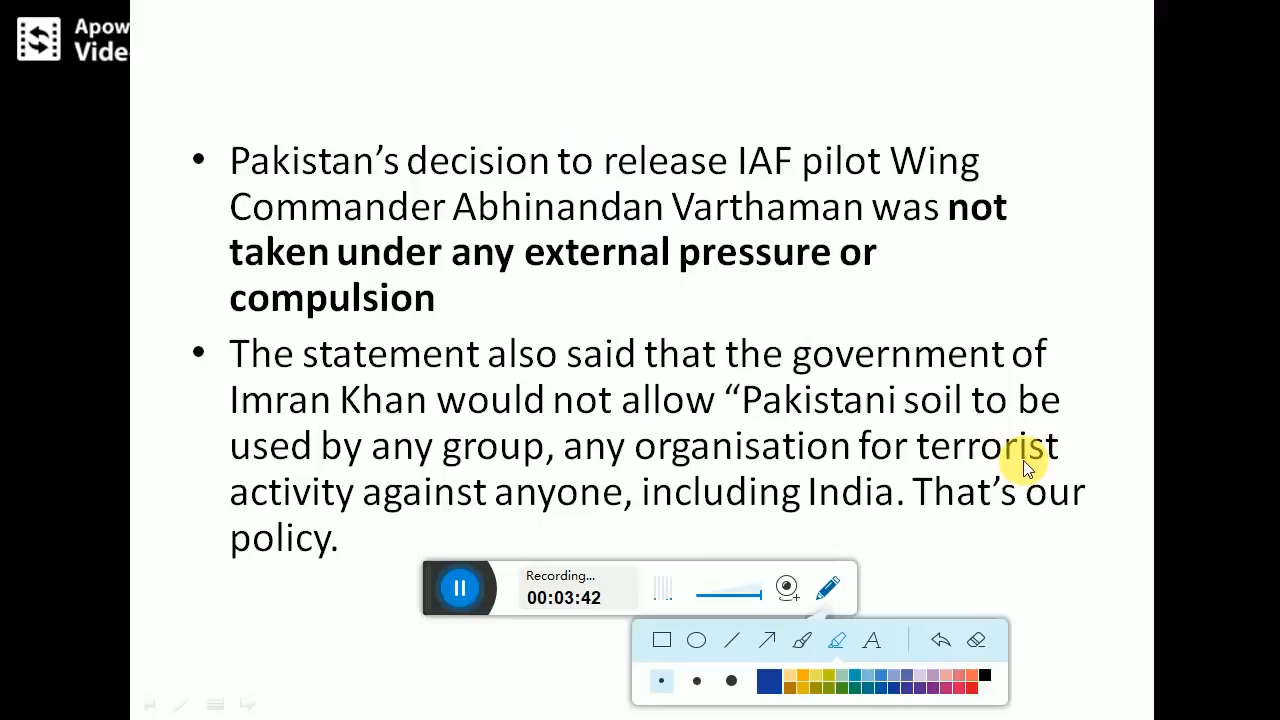 Apow
Vide
• Pakistan’s decision to release IAF pilot Wing
Commander Abhinandan Varthaman was not
taken under any external pressure or
compulsion
• The statement also said that the government of
Imran Khan would not allow “Pakistani soil to be
used by any group, any organisation for terrorist
activity against anyone, including India. That’s our
policy.
Recording...
00:03:42
A